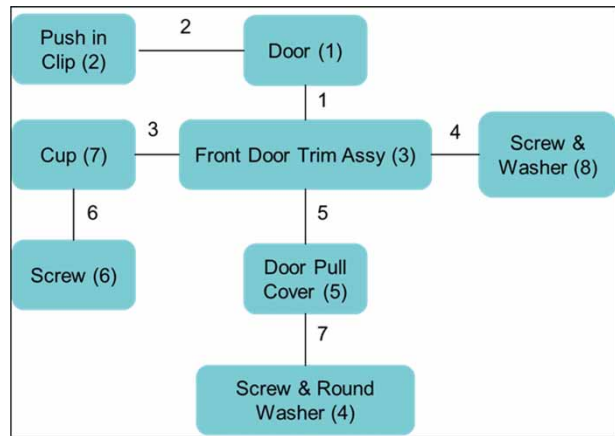 Push in
Clip (2)
2
Door (1)
1
Cup (7)
3
Front Door Trim Assy (3)
4
Screw &
Washer (8)
6
5
Screw (6)
Door Pull
Cover (5)
7
Screw & Round
Washer (4)